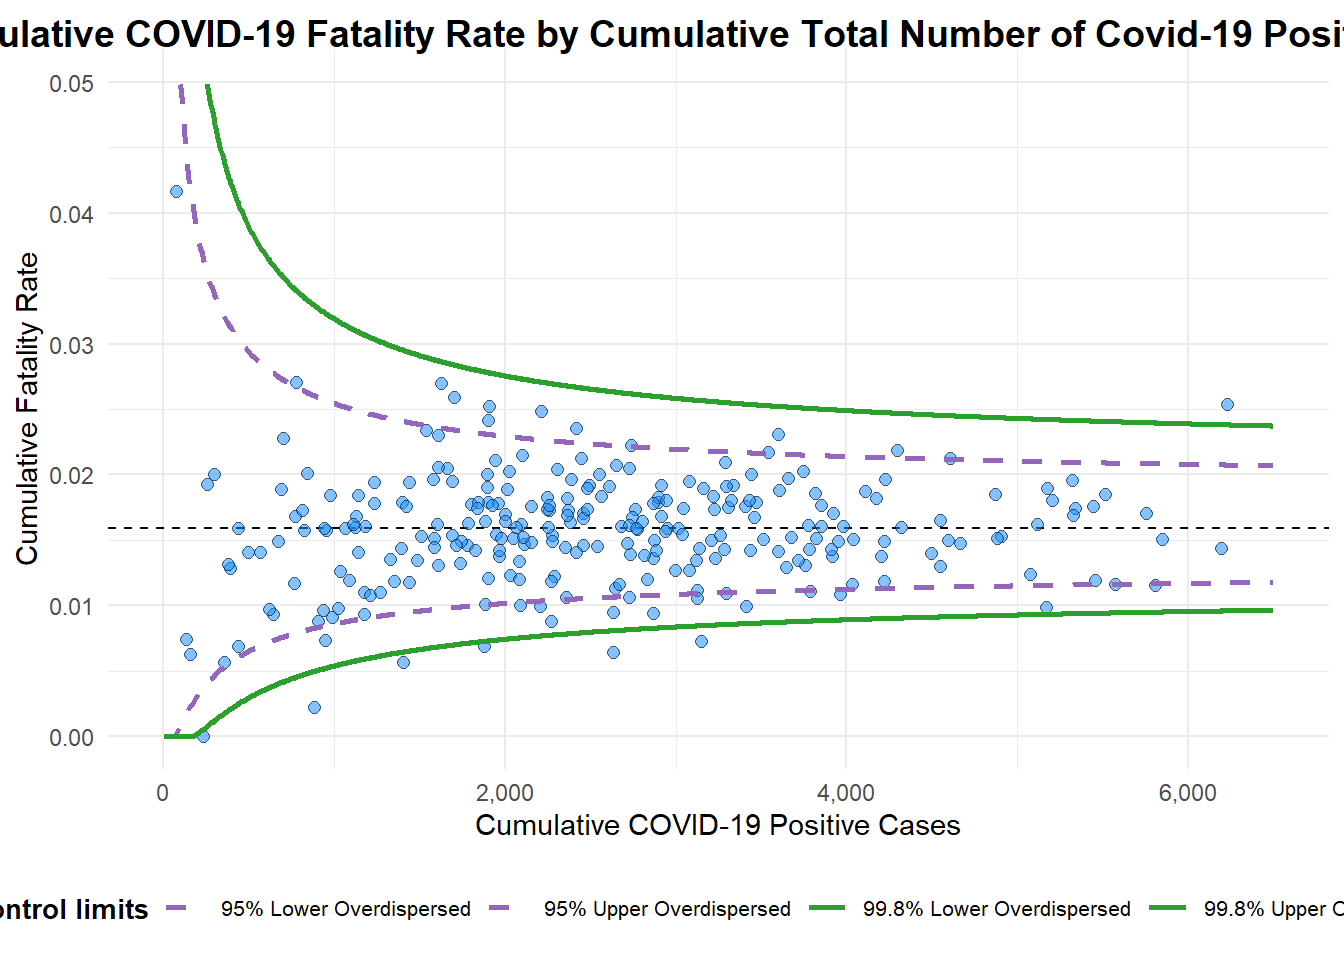 ulative COVID-19 Fatality Rate by Cumulative Total Number of Covid-19 Posit
Cumulative Fatality Rate
0.05
0.04
0.03
0.02
0.01
0.00
0 2,000 4,000 6,000
Cumulative COVID-19 Positive Cases
ontrol limits 95% Lower Overdispersed 95% Upper Overdispersed 99.8% Lower Overdispersed 99.8% Upper O